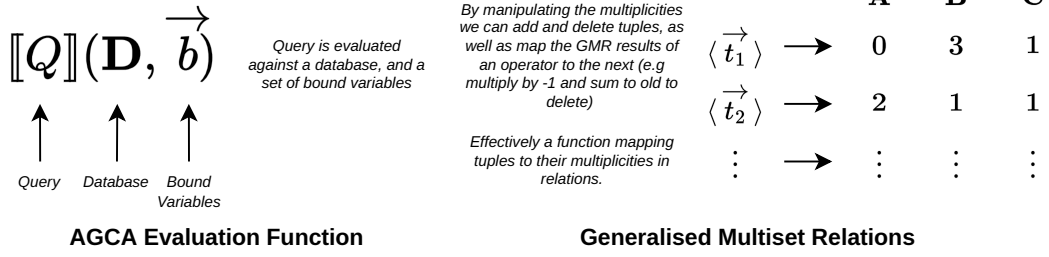 ⟦Q⟧(D, b⃗)
Query is evaluated
against a database, and a
set of bound variables
Query
Database
Bound
Variables
AGCA Evaluation Function
By manipulating the multiplicities
we can add and delete tuples, as
well as map the GMR results of
an operator to the next (e.g
multiply by -1 and sum to old to
delete)
Effectively a function mapping
tuples to their multiplicities in
relations.
A B C
⟨t⃗₁⟩ → 0 3 1
⟨t⃗₂⟩ → 2 1 1
⋮ → ⋮ ⋮ ⋮
Generalised Multiset Relations